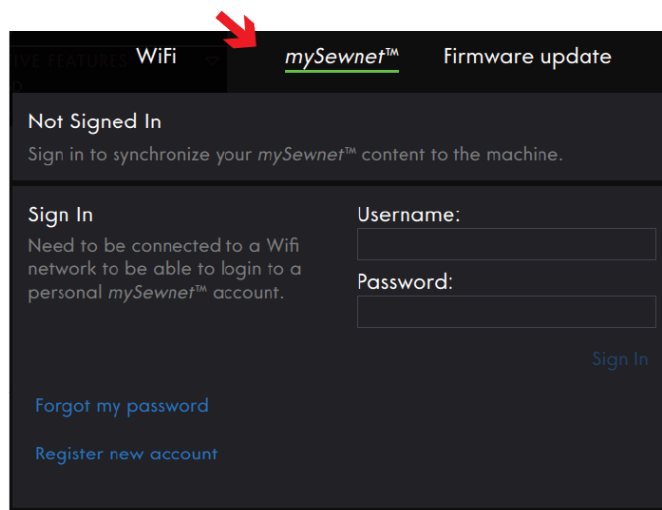 IVE FEATURES
WiFi
mySewnet™
Firmware update
Not Signed In
Sign in to synchronize your mySewnet™ content to the machine.
Sign In
Need to be connected to a Wifi
network to be able to login to a
personal mySewnet™ account.
Username:
Password:
Sign In
Forgot my password
Register new account